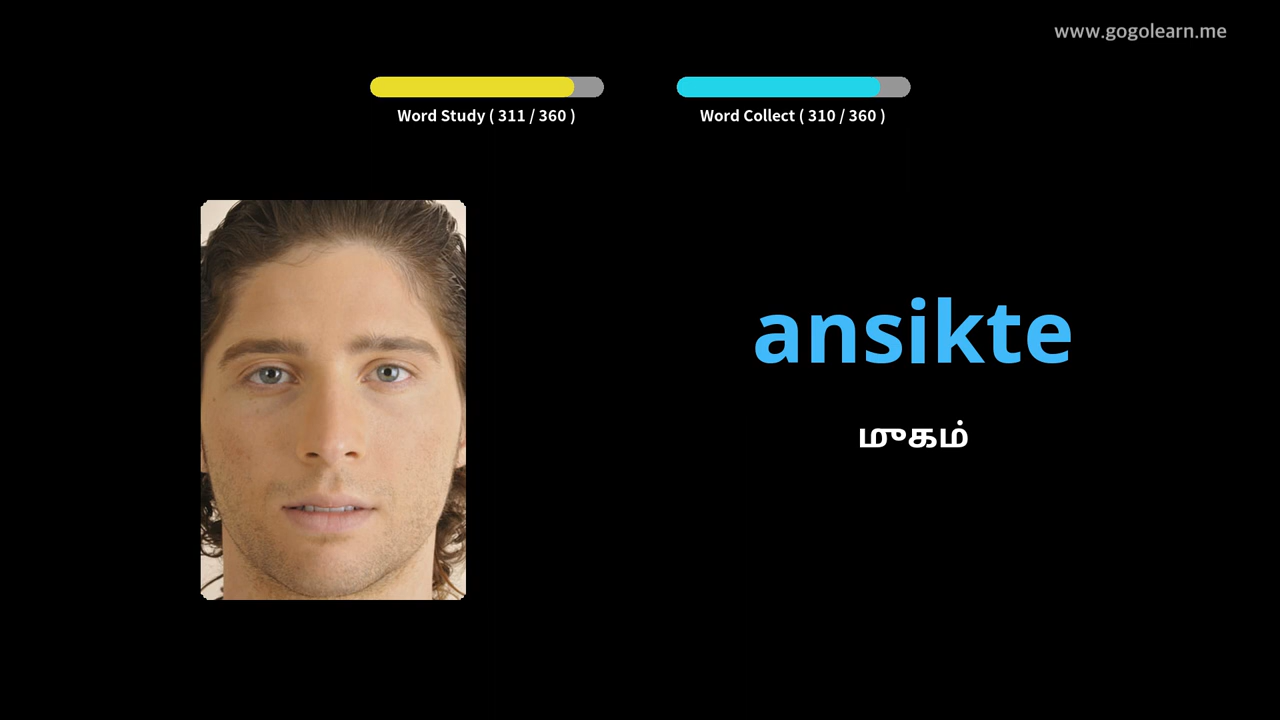 www.gogolearn.me
Word Study ( 311 / 360 )
Word Collect ( 310 / 360 )
ansikte
முகம்